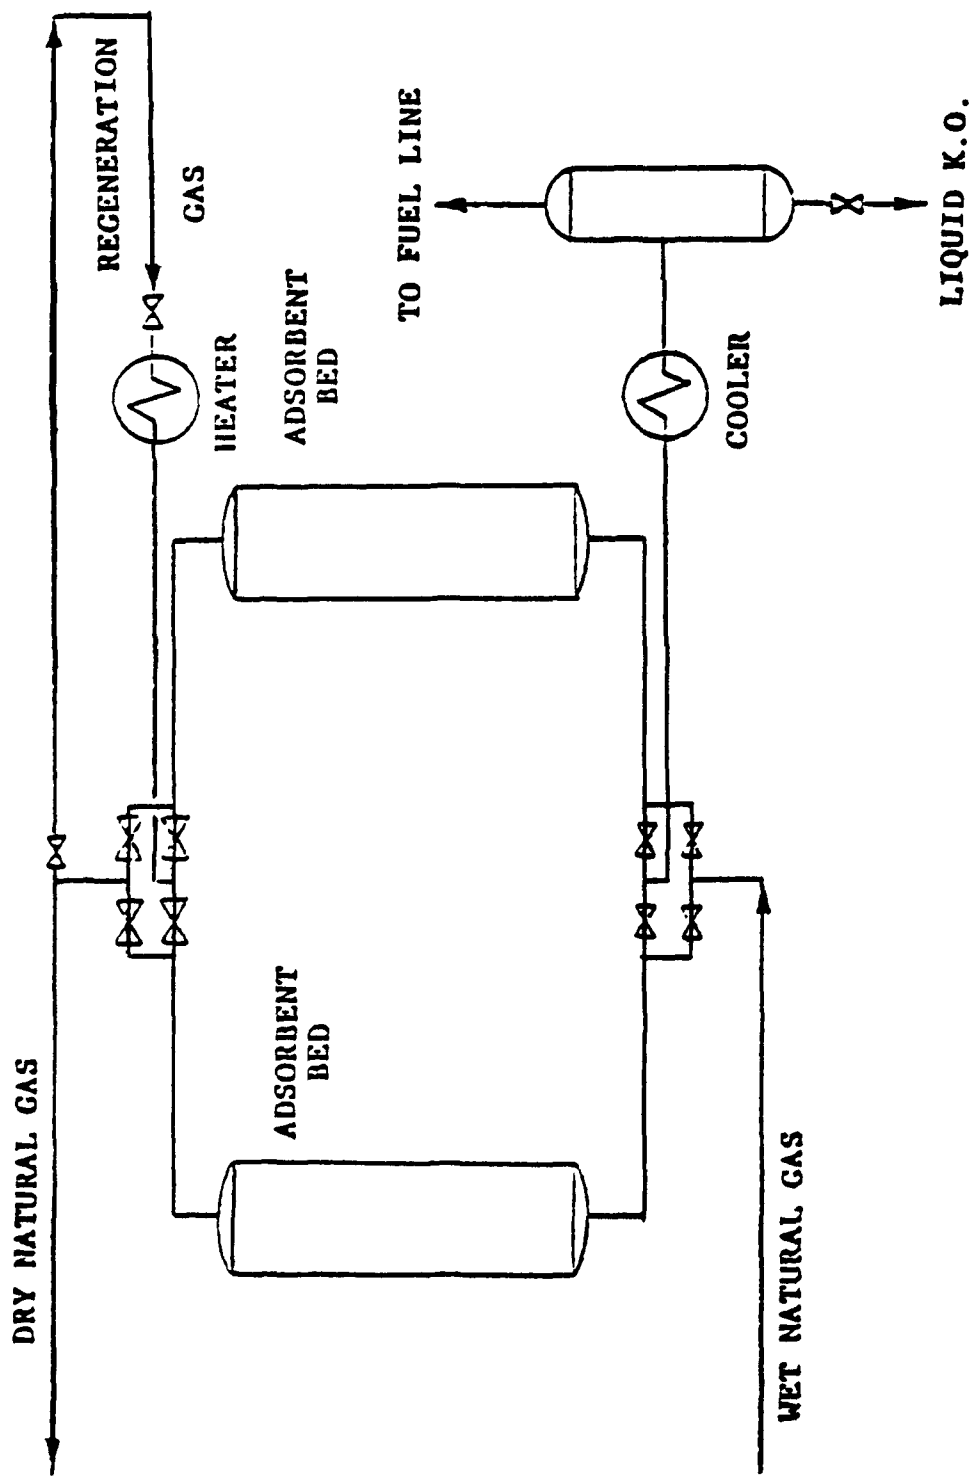 DRY NATURAL GAS
REGENERATION
GAS
HEATER
ADSORBENT
BED
ADSORBENT
BED
TO FUEL LINE
COOLER
LIQUID K.O.
WET NATURAL GAS